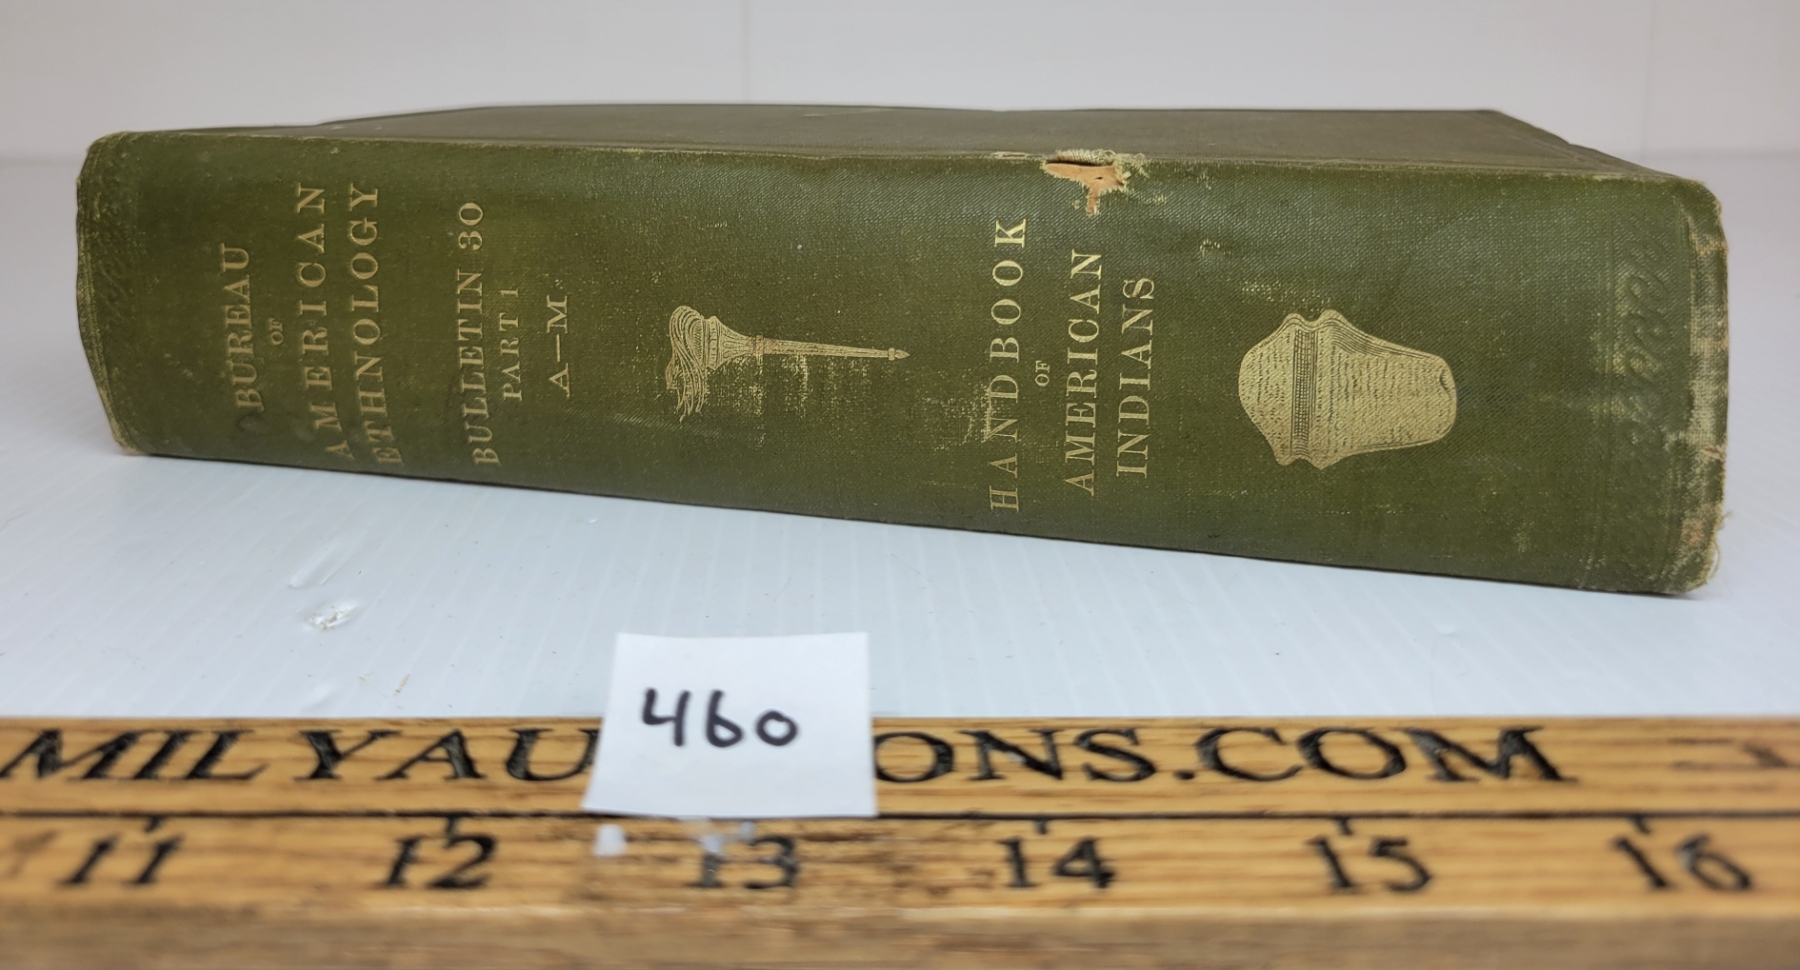 BUREAU
OF
AMERICAN
ETHNOLOGY
BULLETIN 30
PART 1
A—M
HANDBOOK
OF
AMERICAN
INDIANS
460
MILYAU ONS.COM
11 12 13 14 15 16